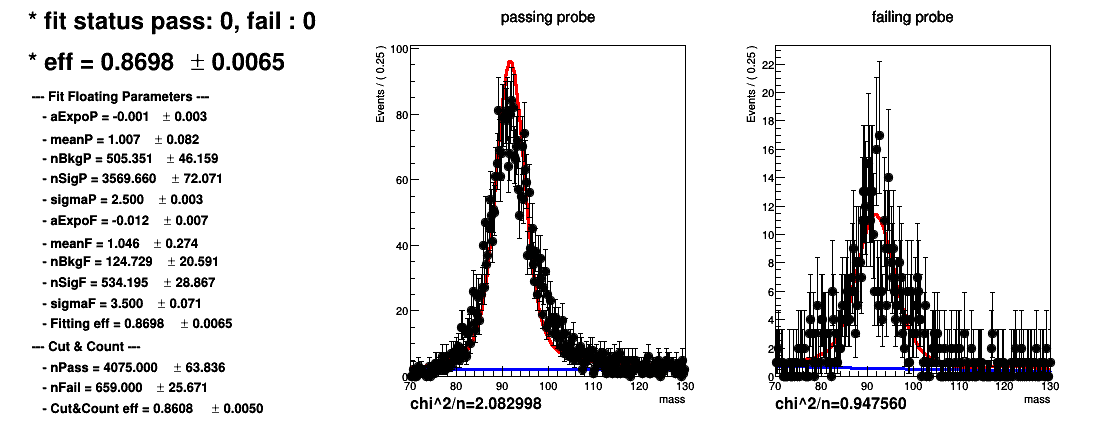 * fit status pass: 0, fail : 0
* eff = 0.8698 ± 0.0065
--- Fit Floating Parameters ---
- aExpoP = -0.001 ± 0.003
- meanP = 1.007 ± 0.082
- nBkgP = 505.351 ± 46.159
- nSigP = 3569.660 ± 72.071
- sigmaP = 2.500 ± 0.003
- aExpoF = -0.012 ± 0.007
- meanF = 1.046 ± 0.274
- nBkgF = 124.729 ± 20.591
- nSigF = 534.195 ± 28.867
- sigmaF = 3.500 ± 0.071
- Fitting eff = 0.8698 ± 0.0065
--- Cut & Count ---
- nPass = 4075.000 ± 63.836
- nFail = 659.000 ± 25.671
- Cut&Count eff = 0.8608 ± 0.0050
passing probe
Events / ( 0.25 )
100
80
60
40
20
0
70 80 90 100 110 120 130
mass
chi^2/n=2.082998
failing probe
Events / ( 0.25 )
22
20
18
16
14
12
10
8
6
4
2
0
70 80 90 100 110 120 130
mass
chi^2/n=0.947560